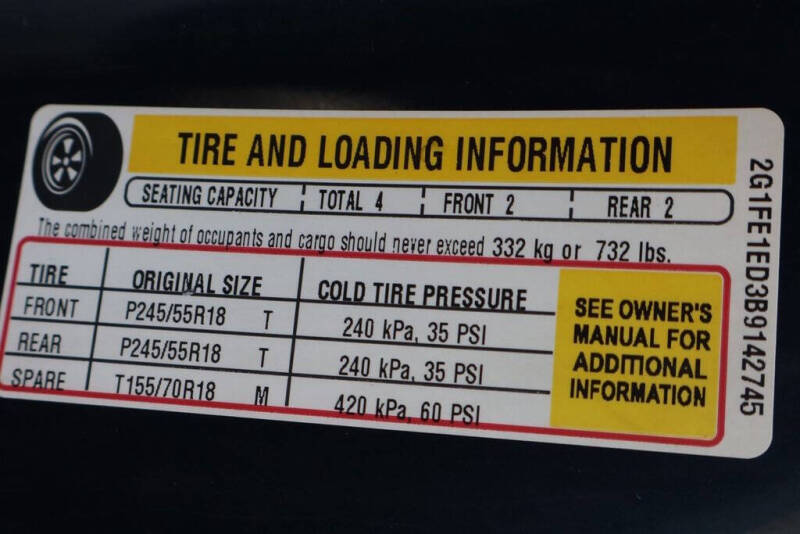 TIRE AND LOADING INFORMATION
SEATING CAPACITY TOTAL 4 FRONT 2 REAR 2
The combined weight of occupants and cargo should never exceed 332 kg or 732 lbs.
TIRE ORIGINAL SIZE COLD TIRE PRESSURE
FRONT P245/55R18 T 240 kPa, 35 PSI
REAR P245/55R18 T 240 kPa, 35 PSI
SPARE T155/70R18 M 420 kPa, 60 PSI
SEE OWNER'S
MANUAL FOR
ADDITIONAL
INFORMATION
2G1FE1ED3B9142745